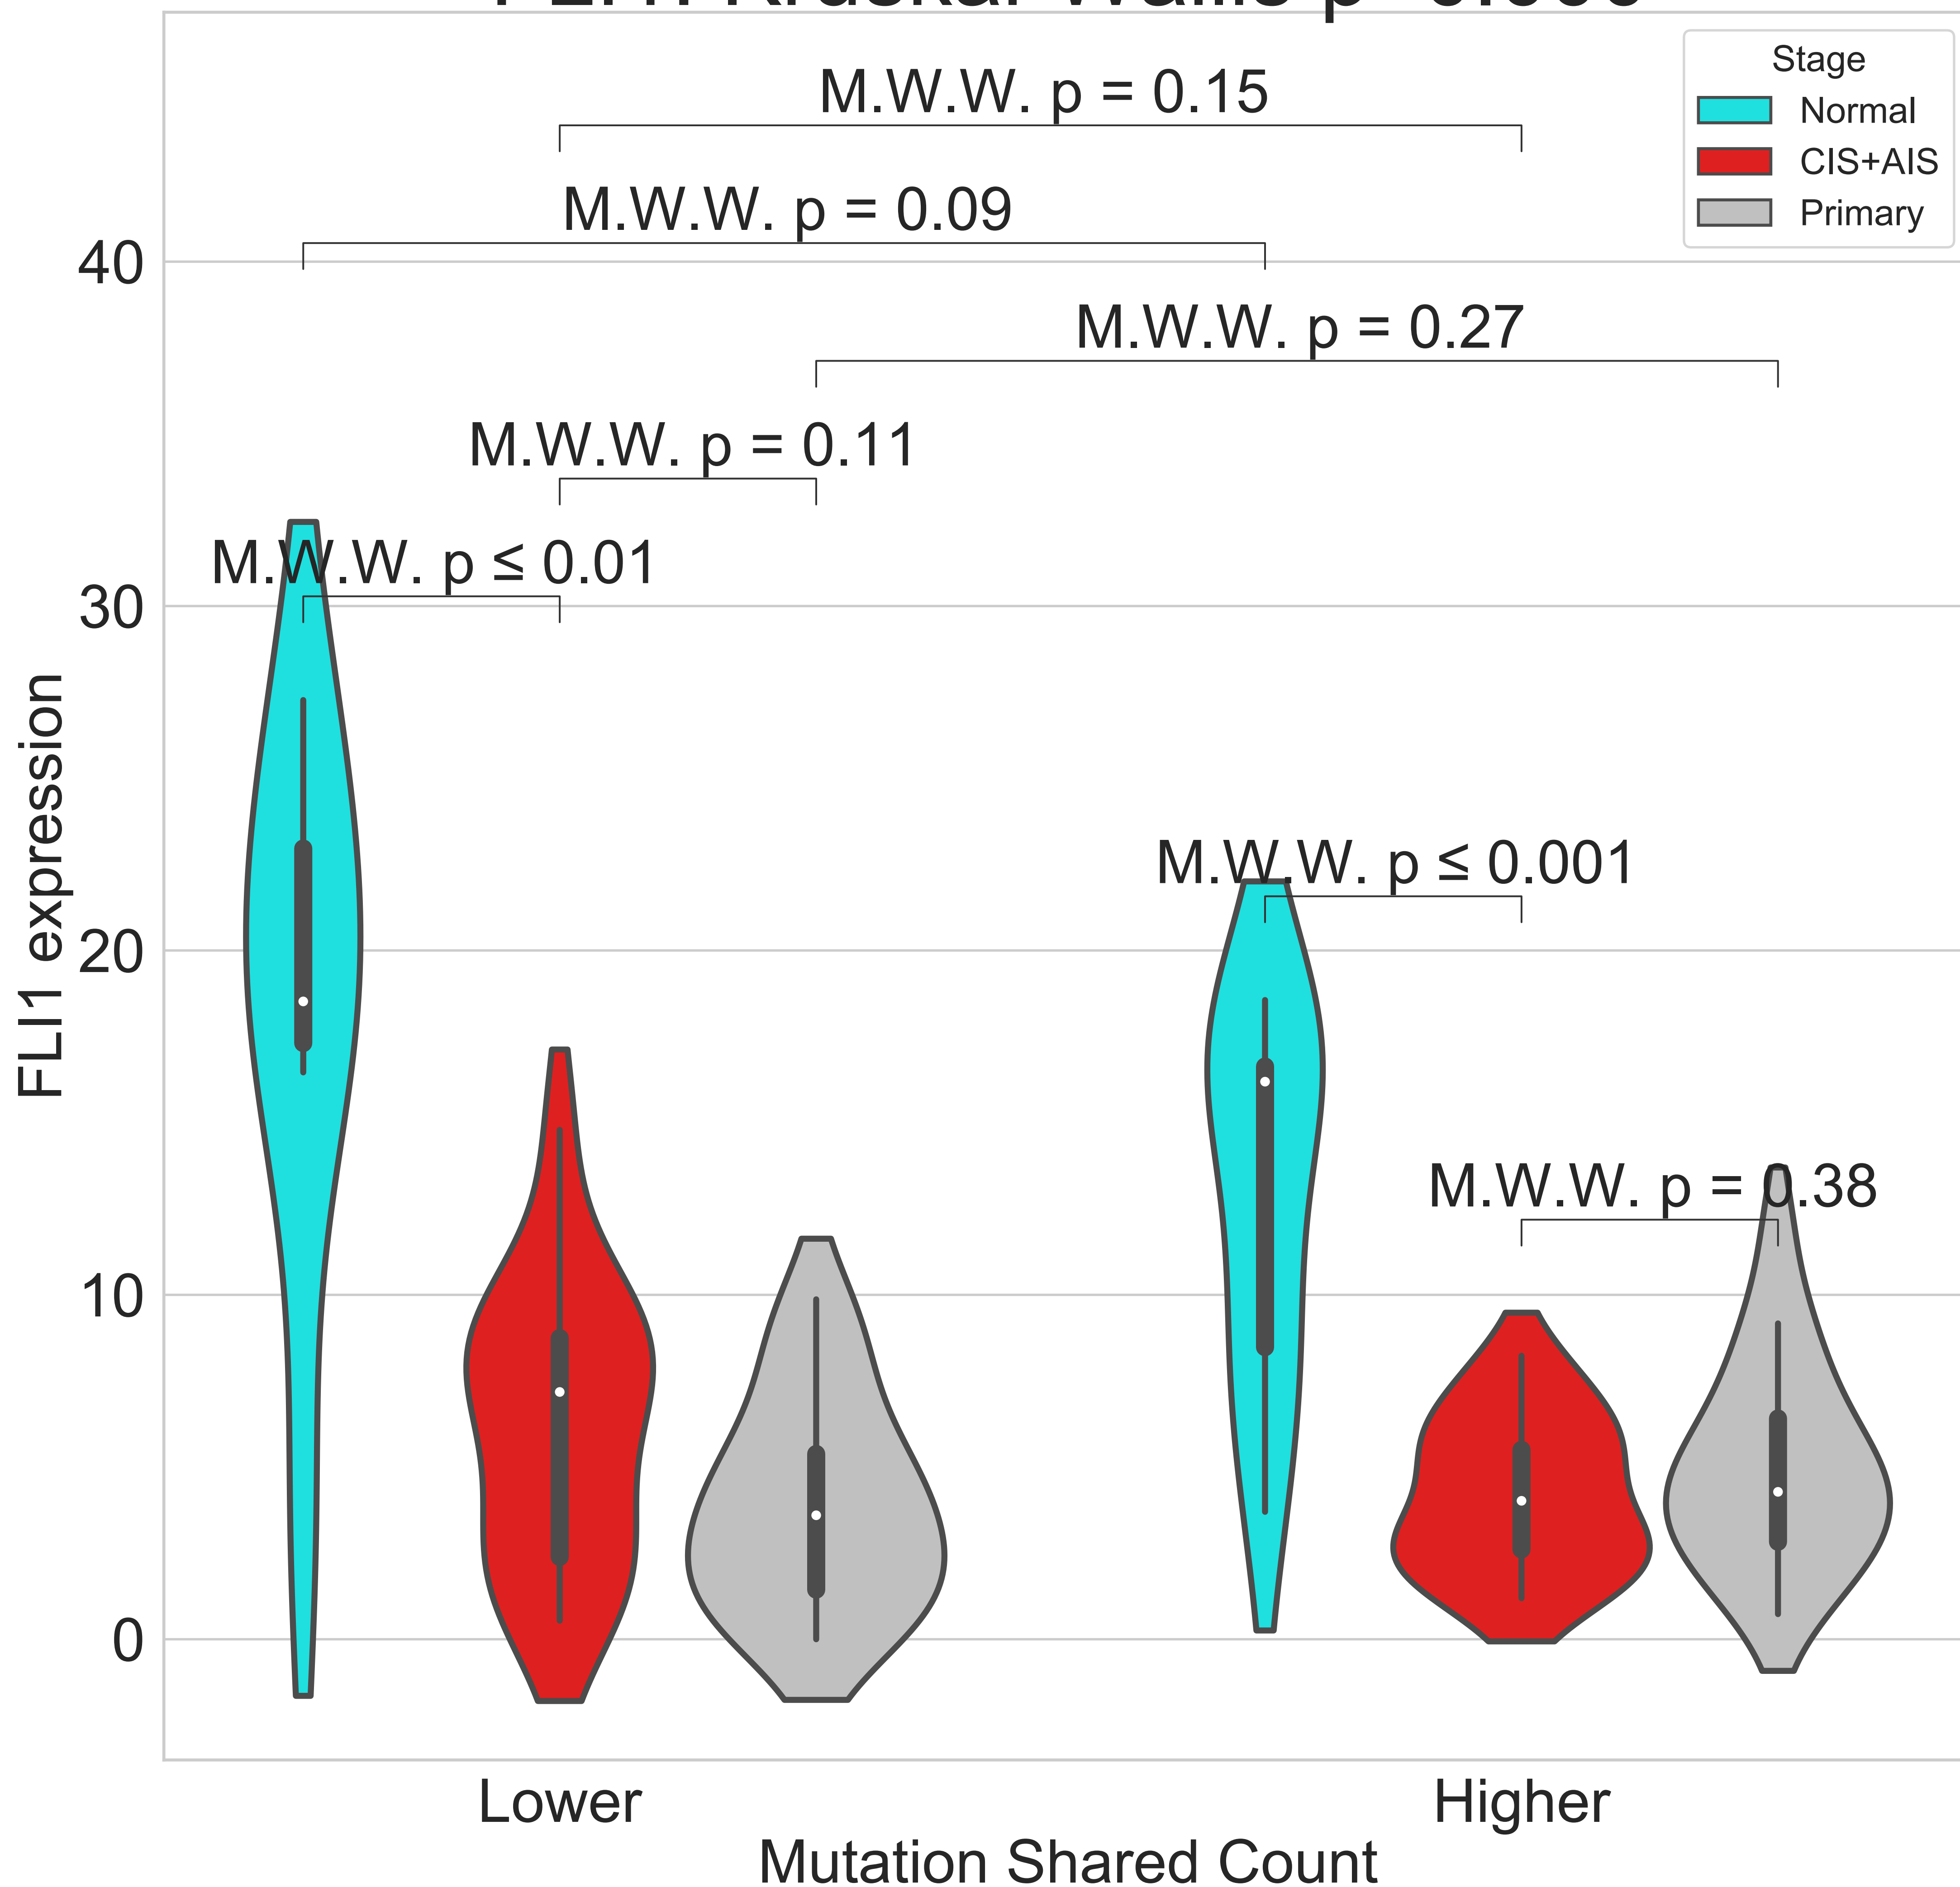 Stage
Normal
CIS+AIS
Primary
M.W.W. p = 0.15
M.W.W. p = 0.09
40
M.W.W. p = 0.27
M.W.W. p = 0.11
M.W.W. p ≤ 0.01
30
FLI1 expression
M.W.W. p ≤ 0.001
20
M.W.W. p = 0.38
10
0
Lower
Higher
Mutation Shared Count